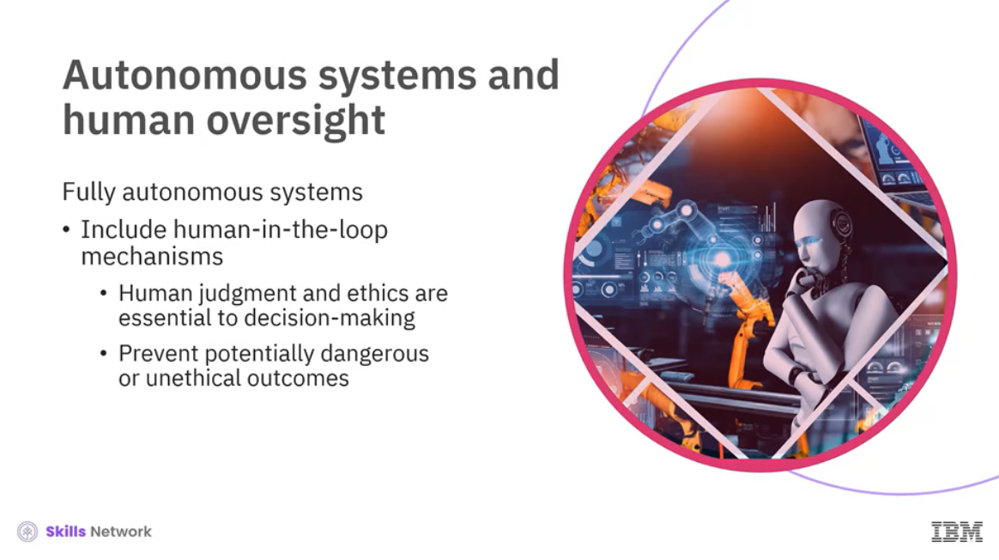 Autonomous systems and
human oversight
Fully autonomous systems
• Include human-in-the-loop
mechanisms
• Human judgment and ethics are
essential to decision-making
• Prevent potentially dangerous
or unethical outcomes
Skills Network
IBM